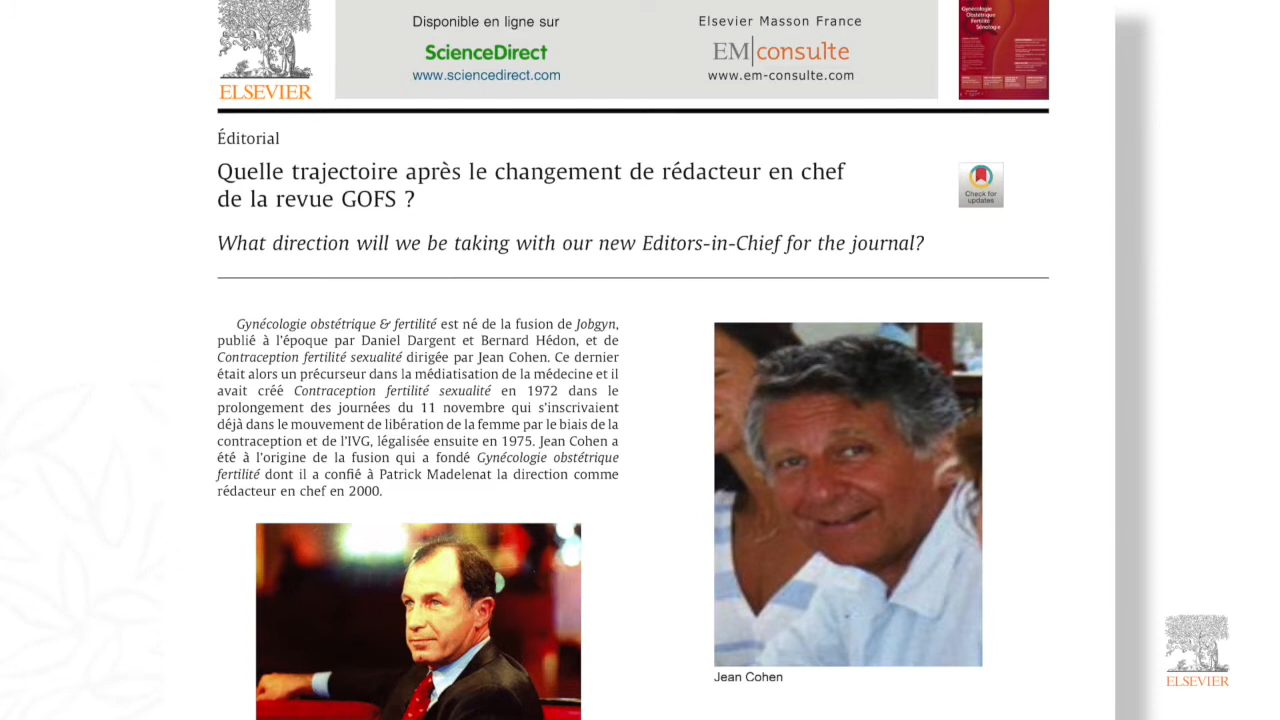 ELSEVIER
Disponible en ligne sur
ScienceDirect
www.sciencedirect.com
Elsevier Masson France
EM|consulte
www.em-consulte.com
Gynécologie
Obstétrique
Fertilité
Sénologie
Éditorial
Quelle trajectoire après le changement de rédacteur en chef
de la revue GOFS ?
Check for
updates
What direction will we be taking with our new Editors-in-Chief for the journal?
Gynécologie obstétrique & fertilité est né de la fusion de Jobgyn,
publié à l'époque par Daniel Dargent et Bernard Hédon, et de
Contraception fertilité sexualité dirigée par Jean Cohen. Ce dernier
était alors un précurseur dans la médiatisation de la médecine et il
avait créé Contraception fertilité sexualité en 1972 dans le
prolongement des journées du 11 novembre qui s'inscrivaient
déjà dans le mouvement de libération de la femme par le biais de la
contraception et de l'IVG, légalisée ensuite en 1975. Jean Cohen a
été à l'origine de la fusion qui a fondé Gynécologie obstétrique
fertilité dont il a confié à Patrick Madelenat la direction comme
rédacteur en chef en 2000.
Jean Cohen
ELSEVIER